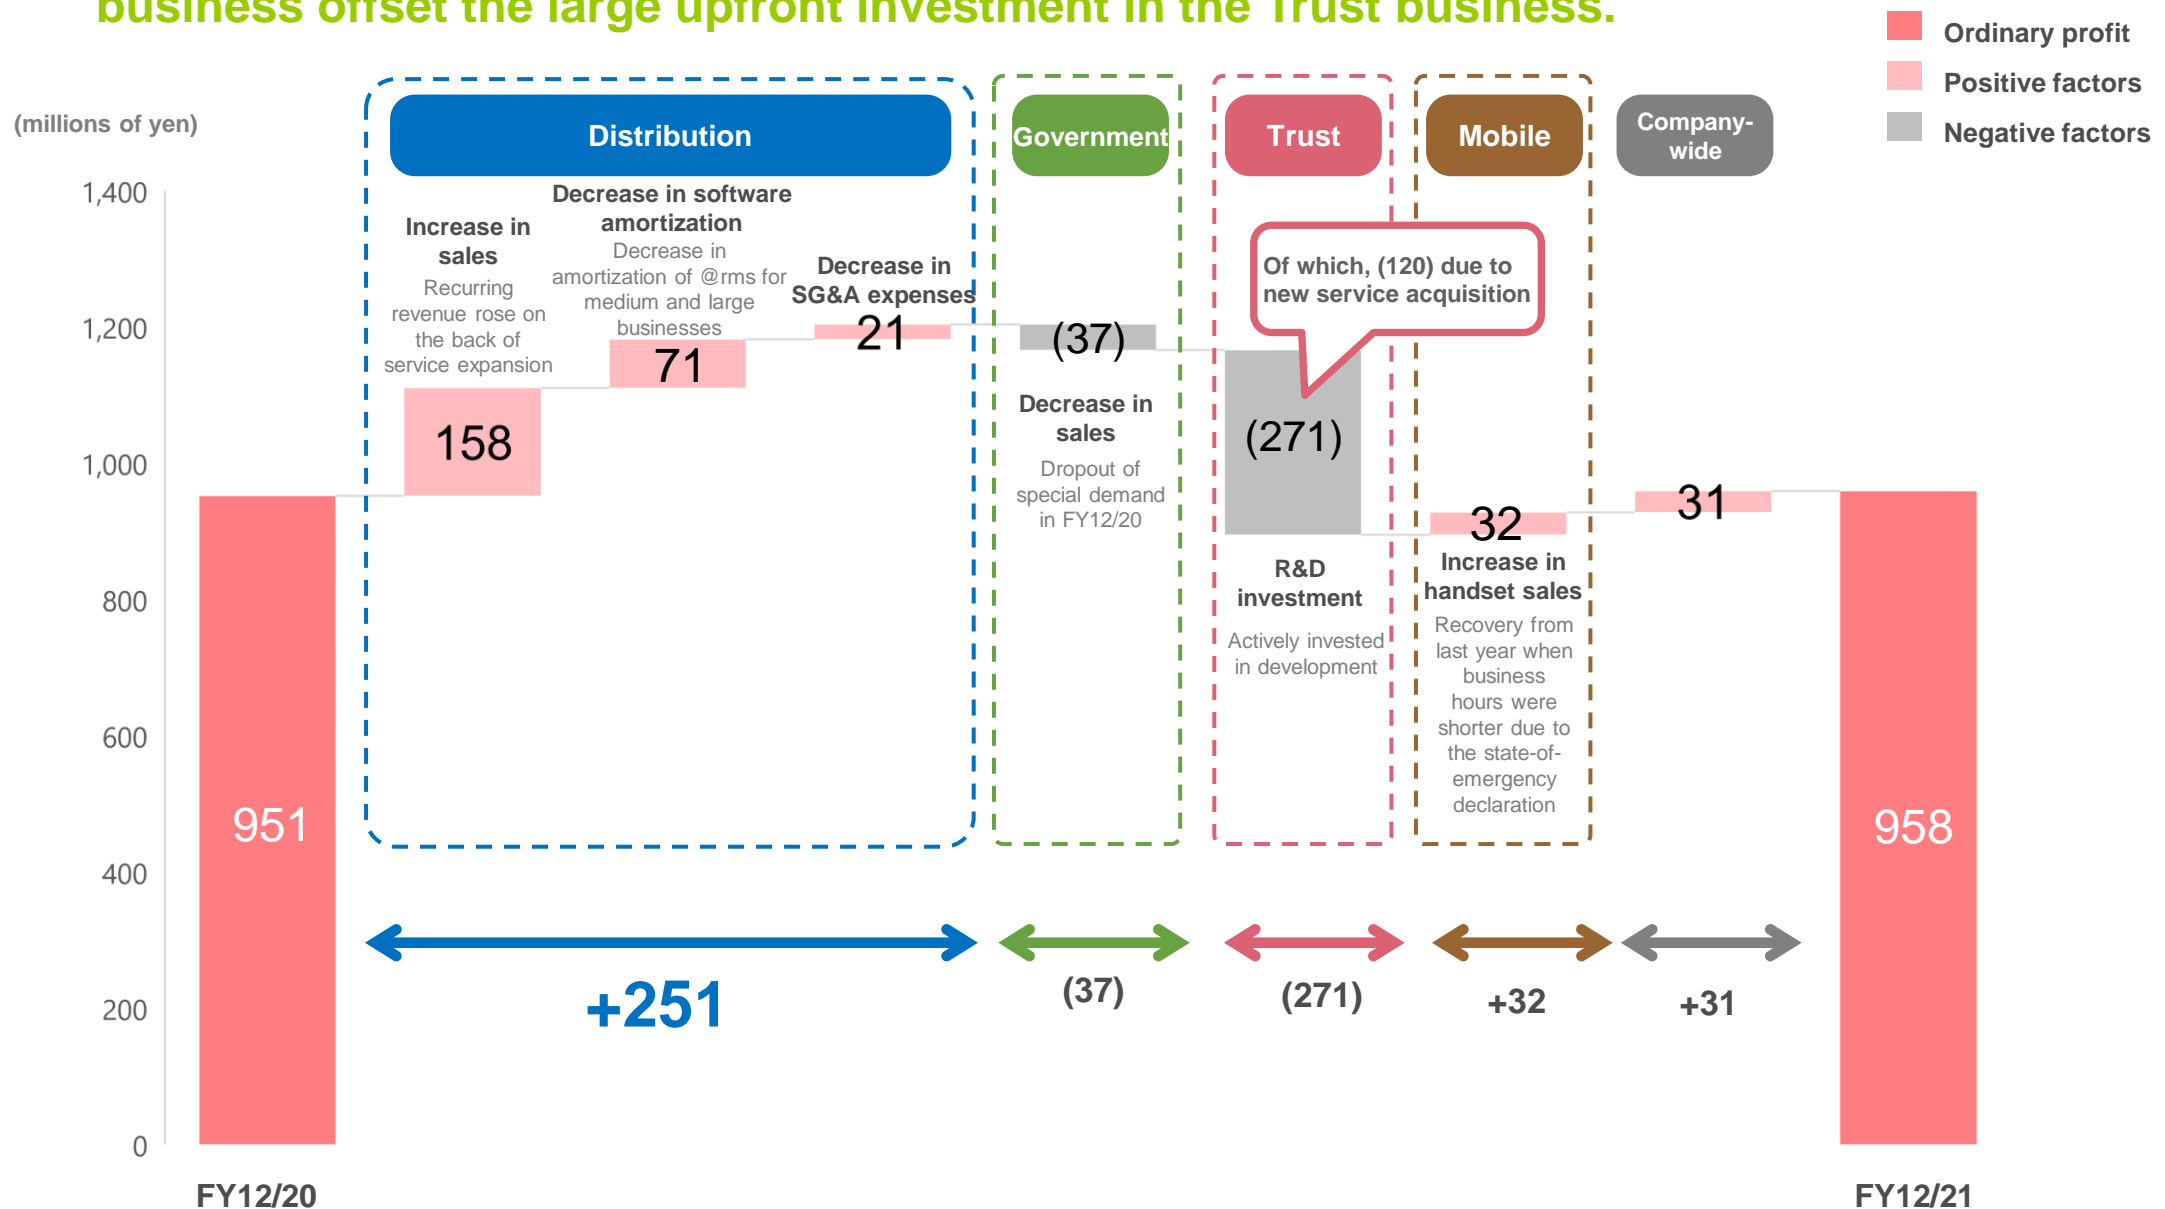 business offset the large upfront investment in the Trust business.
Ordinary profit
Positive factors
Negative factors
(millions of yen)
Distribution
Government
Trust
Mobile
Company-
wide
1,400
1,200
1,000
800
600
400
200
0
Increase in
sales
Recurring
revenue rose on
the back of
service expansion
158
Decrease in software
amortization
Decrease in
amortization of @rms for
medium and large
businesses
71
Decrease in
SG&A expenses
21
(37)
Decrease in
sales
Dropout of
special demand
in FY12/20
Of which, (120) due to
new service acquisition
(271)
R&D
investment
Actively invested
in development
32
Increase in
handset sales
Recovery from
last year when
business
hours were
shorter due to
the state-of-
emergency
declaration
31
951
958
+251
(37)
(271)
+32
+31
FY12/20
FY12/21